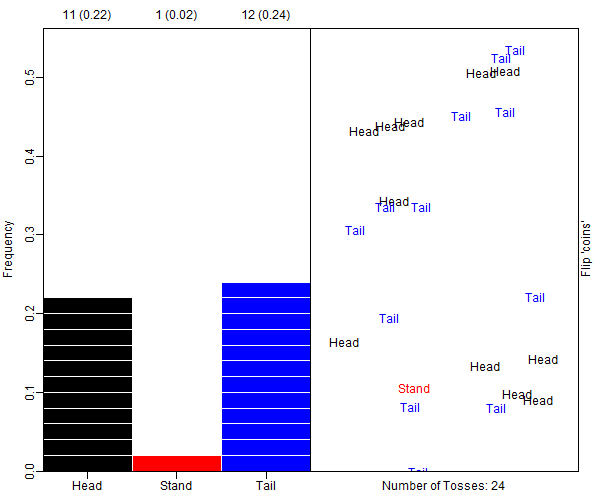 11 (0.22) 1 (0.02) 12 (0.24)
Frequency
0.5
0.4
0.3
0.2
0.1
0.0
Head Stand Tail
Tail
Tail
Head Head
Tail Tail
Head Head Head
Head
Tail Tail
Tail
Tail
Tail
Head
Head Head
Stand
Head Head
Tail Tail
Tail
Flip 'coins'
Number of Tosses: 24